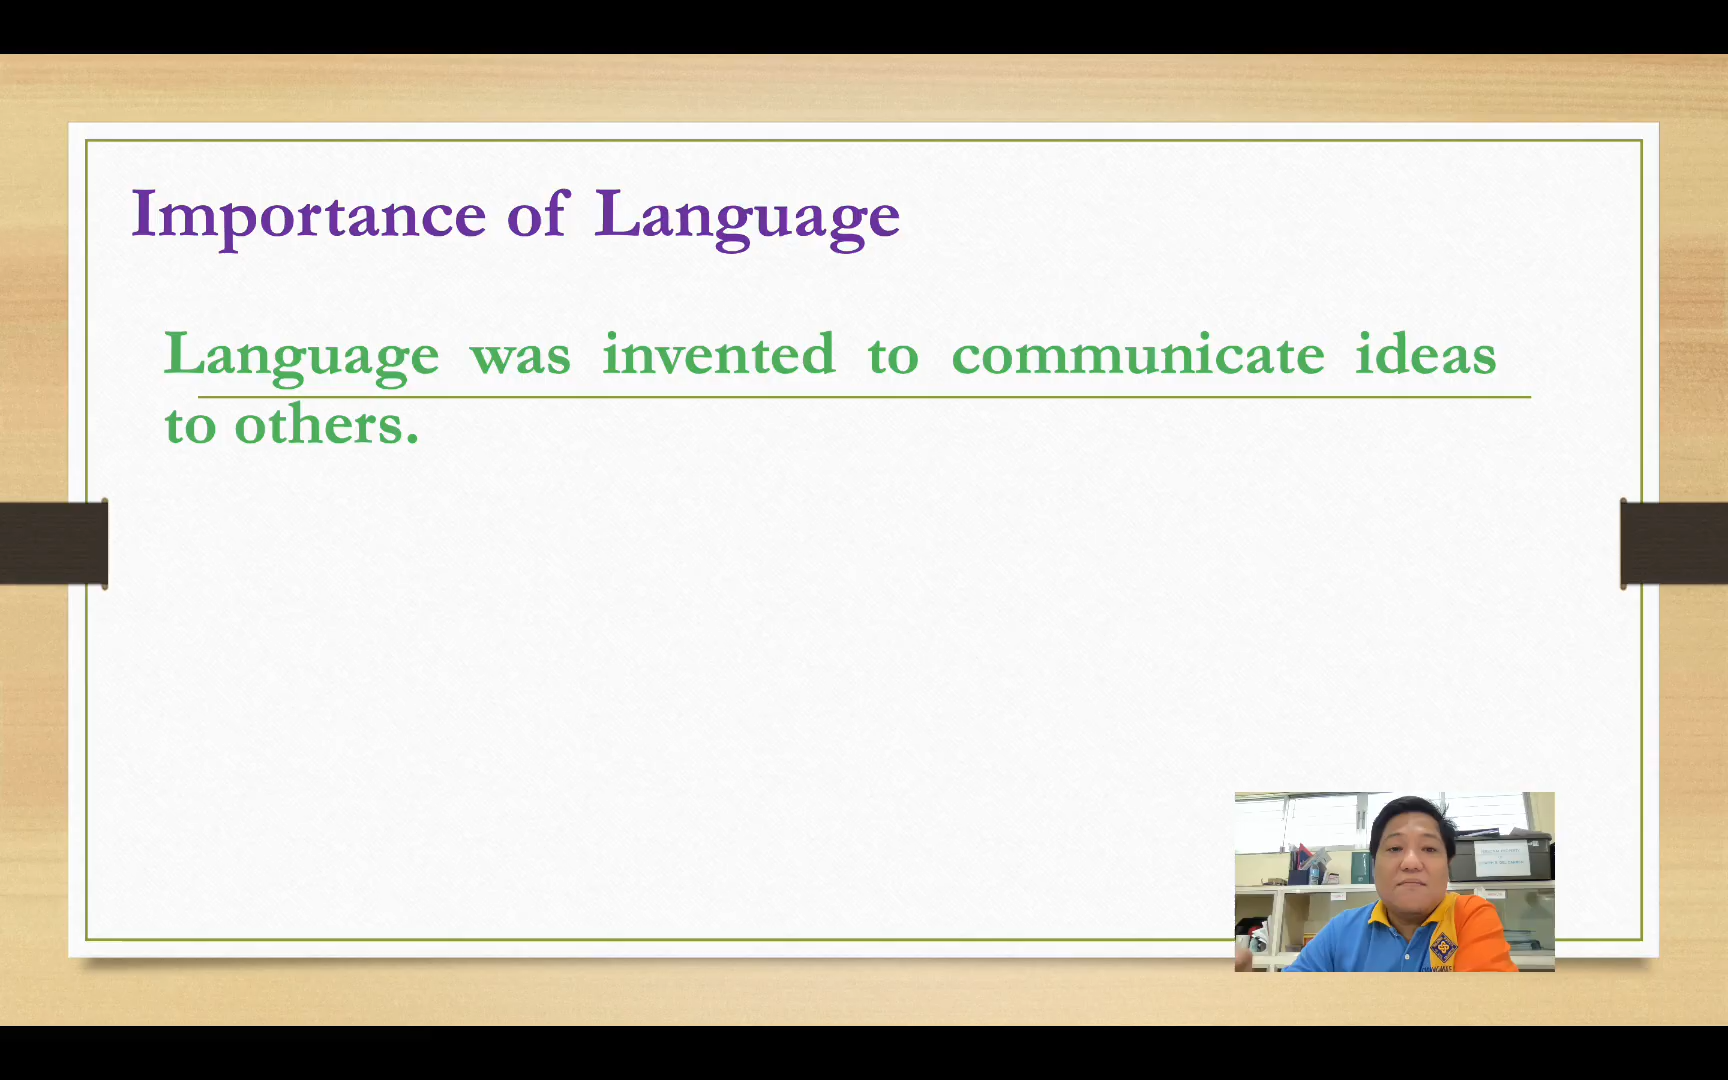 Importance of Language
Language was invented to communicate ideas
to others.